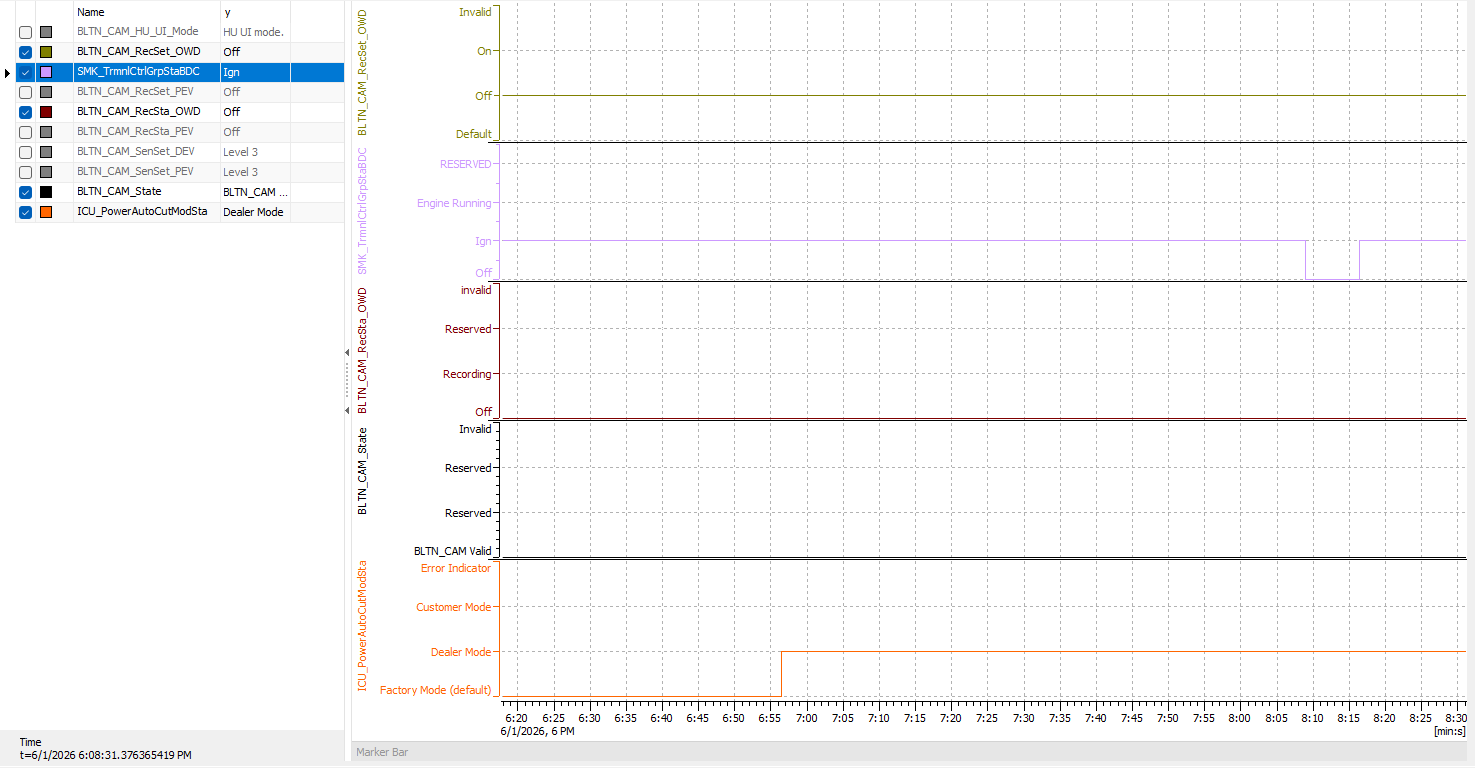 Name y
BLTN_CAM_HU_UI_Mode HU UI mode.
BLTN_CAM_RecSet_OWD Off
SMK_TrmnlCtrlGrpStaBDC Ign
BLTN_CAM_RecSet_PEV Off
BLTN_CAM_RecSta_OWD Off
BLTN_CAM_RecSta_PEV Off
BLTN_CAM_SenSet_DEV Level 3
BLTN_CAM_SenSet_PEV Level 3
BLTN_CAM_State BLTN_CAM ...
ICU_PowerAutoCutModSta Dealer Mode
Time
t=6/1/2026 6:08:31.376365419 PM
BLTN_CAM_RecSet_OWD
Invalid
On
Off
Default
SMK_TrmnlCtrlGrpStaBDC
RESERVED
Engine Running
Ign
Off
BLTN_CAM_RecSta_OWD
invalid
Reserved
Recording
Off
BLTN_CAM_State
Invalid
Reserved
Reserved
BLTN_CAM Valid
ICU_PowerAutoCutModSta
Error Indicator
Customer Mode
Dealer Mode
Factory Mode (default)
6:20 6:25 6:30 6:35 6:40 6:45 6:50 6:55 7:00 7:05 7:10 7:15 7:20 7:25 7:30 7:35 7:40 7:45 7:50 7:55 8:00 8:05 8:10 8:15 8:20 8:25 8:30
6/1/2026, 6 PM [min:s]
Marker Bar